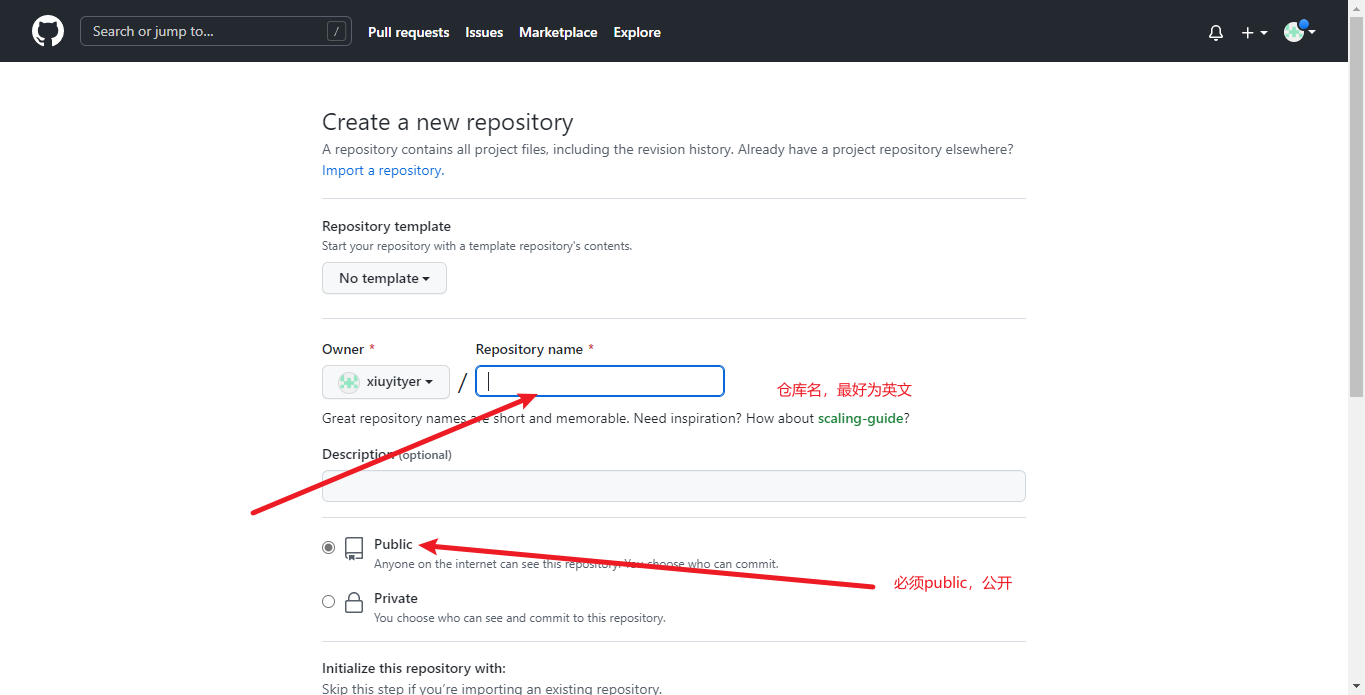 Search or jump to... /
Pull requests Issues Marketplace Explore
Create a new repository
A repository contains all project files, including the revision history. Already have a project repository elsewhere?
Import a repository.
Repository template
Start your repository with a template repository's contents.
No template
Owner * Repository name *
xiuyityer /
仓库名，最好为英文
Great repository names are short and memorable. Need inspiration? How about scaling-guide?
Description (optional)
Public
Anyone on the internet can see this repository. You choose who can commit.
必须public，公开
Private
You choose who can see and commit to this repository.
Initialize this repository with:
Skip this step if you're importing an existing repository.